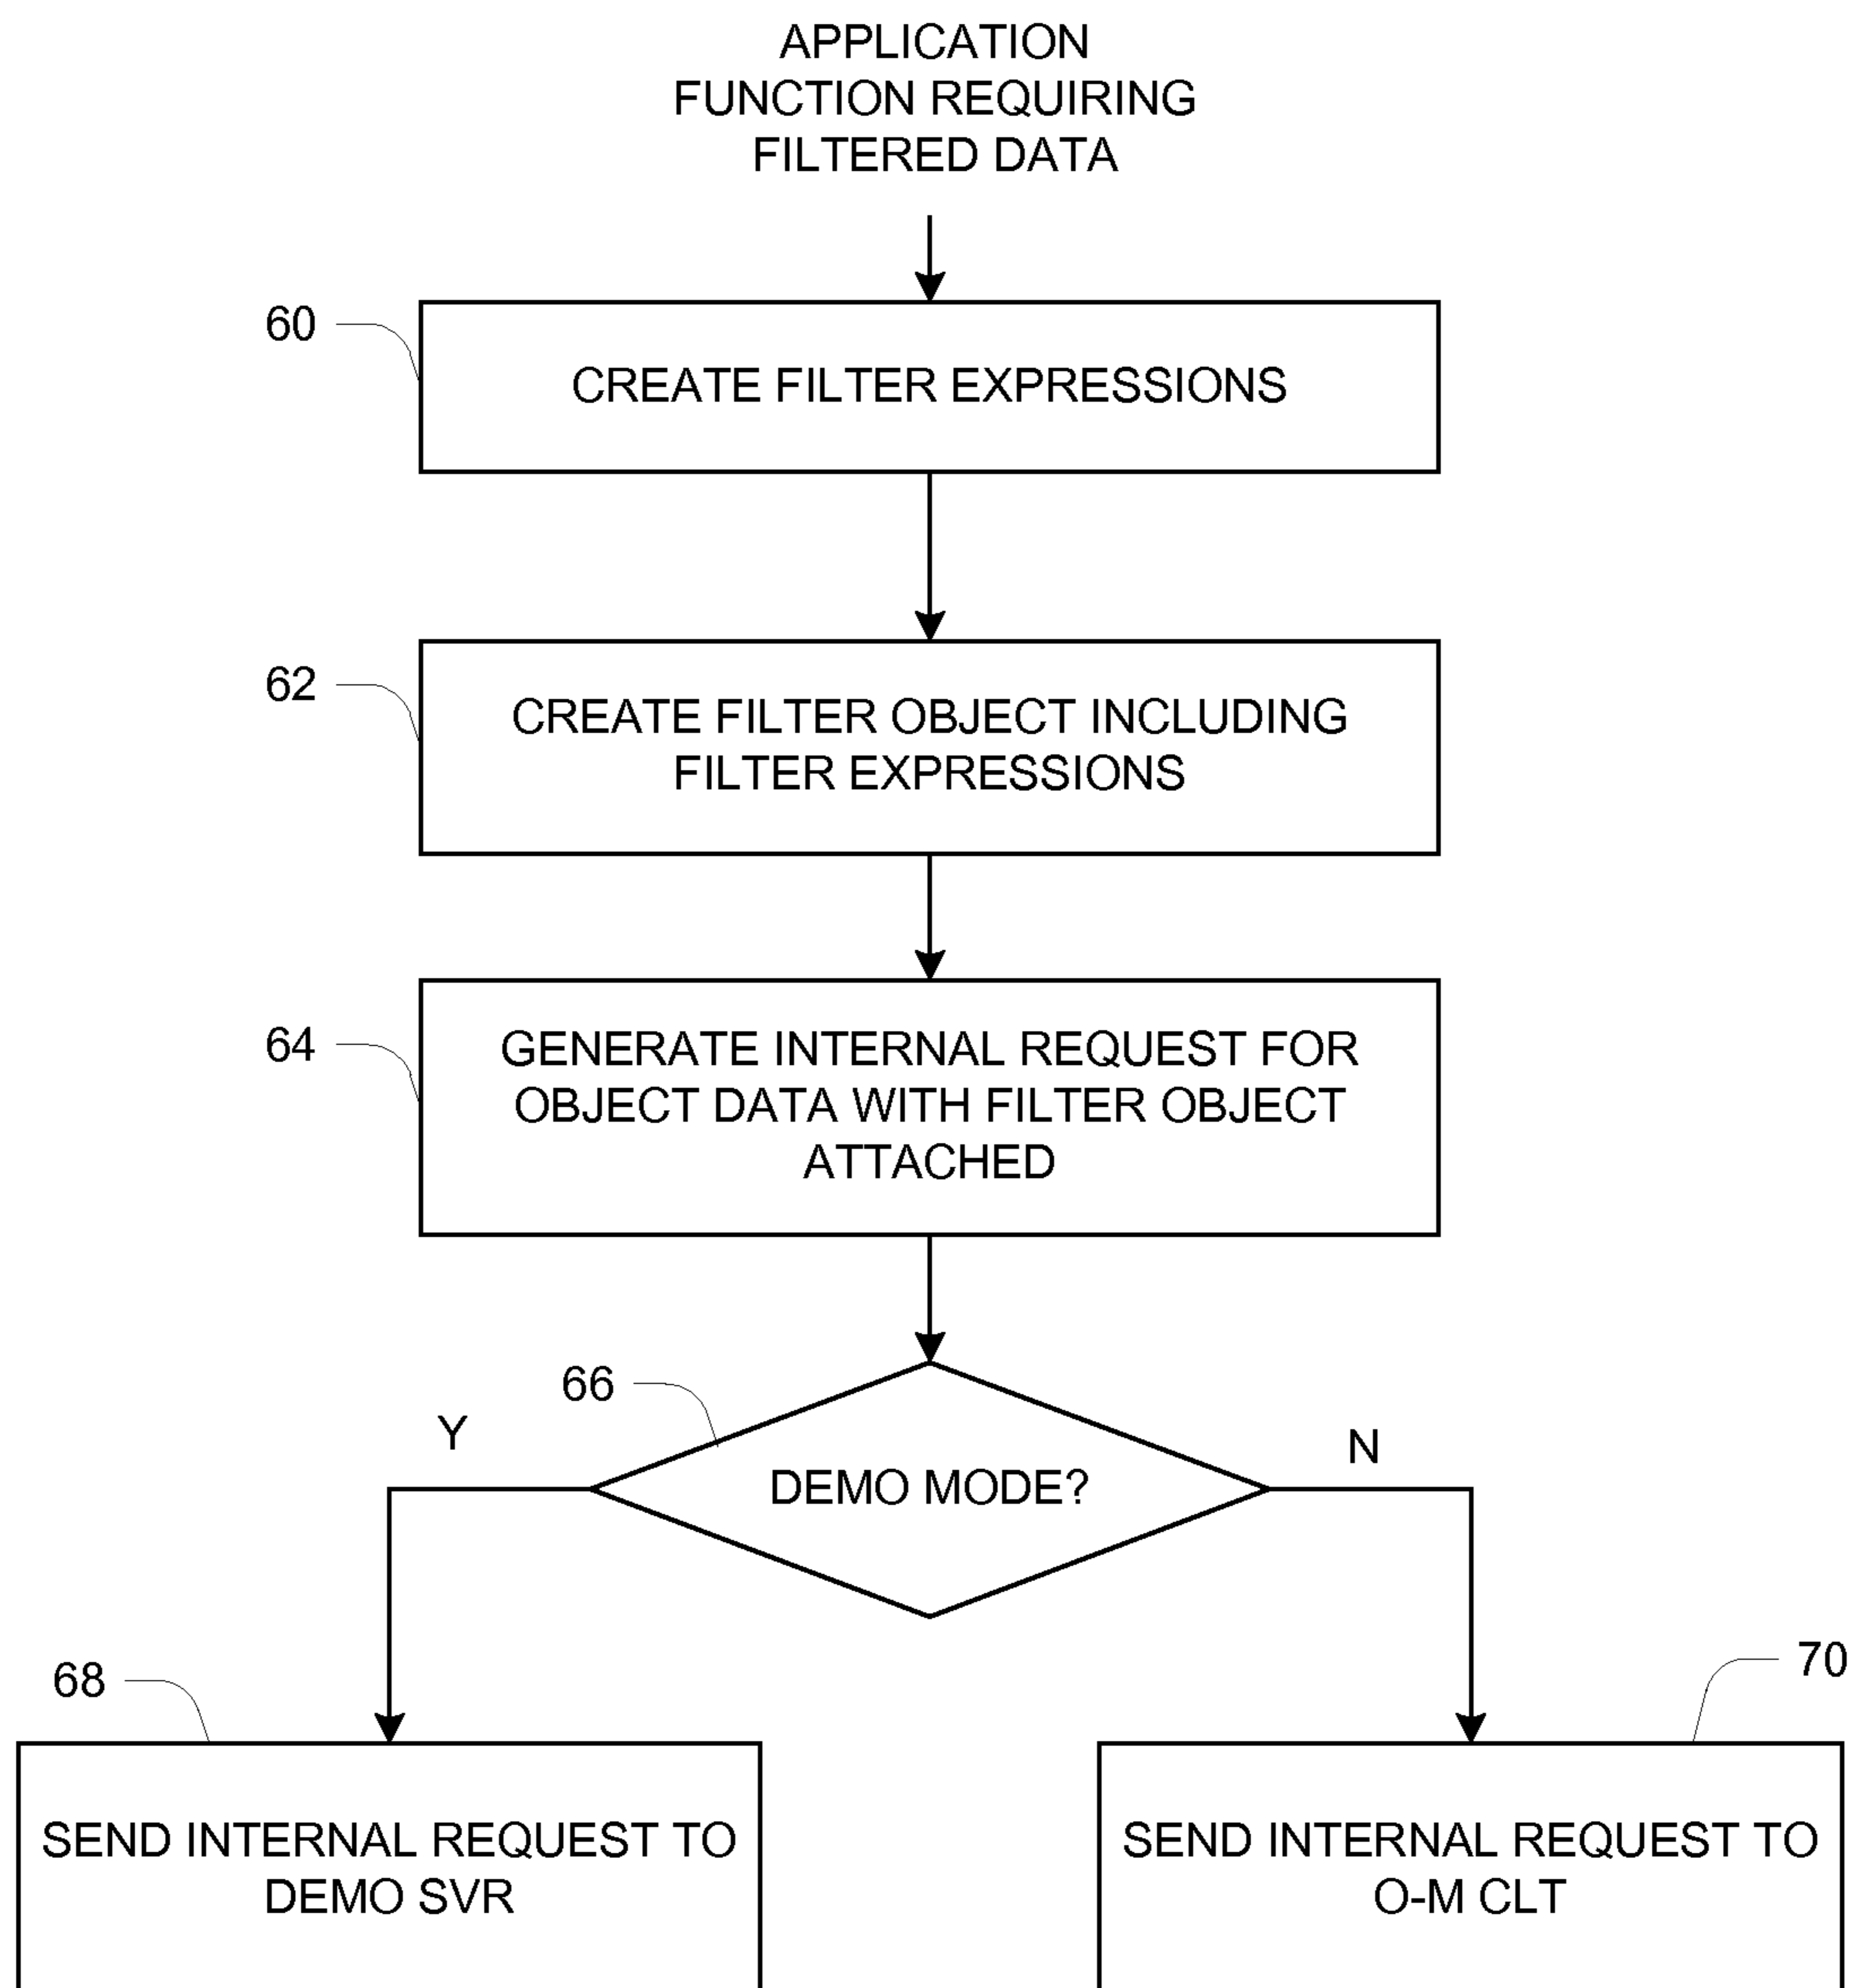 APPLICATION
FUNCTION REQUIRING
FILTERED DATA
60
CREATE FILTER EXPRESSIONS
62
CREATE FILTER OBJECT INCLUDING
FILTER EXPRESSIONS
64
GENERATE INTERNAL REQUEST FOR
OBJECT DATA WITH FILTER OBJECT
ATTACHED
66
Y
N
DEMO MODE?
68
70
SEND INTERNAL REQUEST TO
DEMO SVR
SEND INTERNAL REQUEST TO
O-M CLT